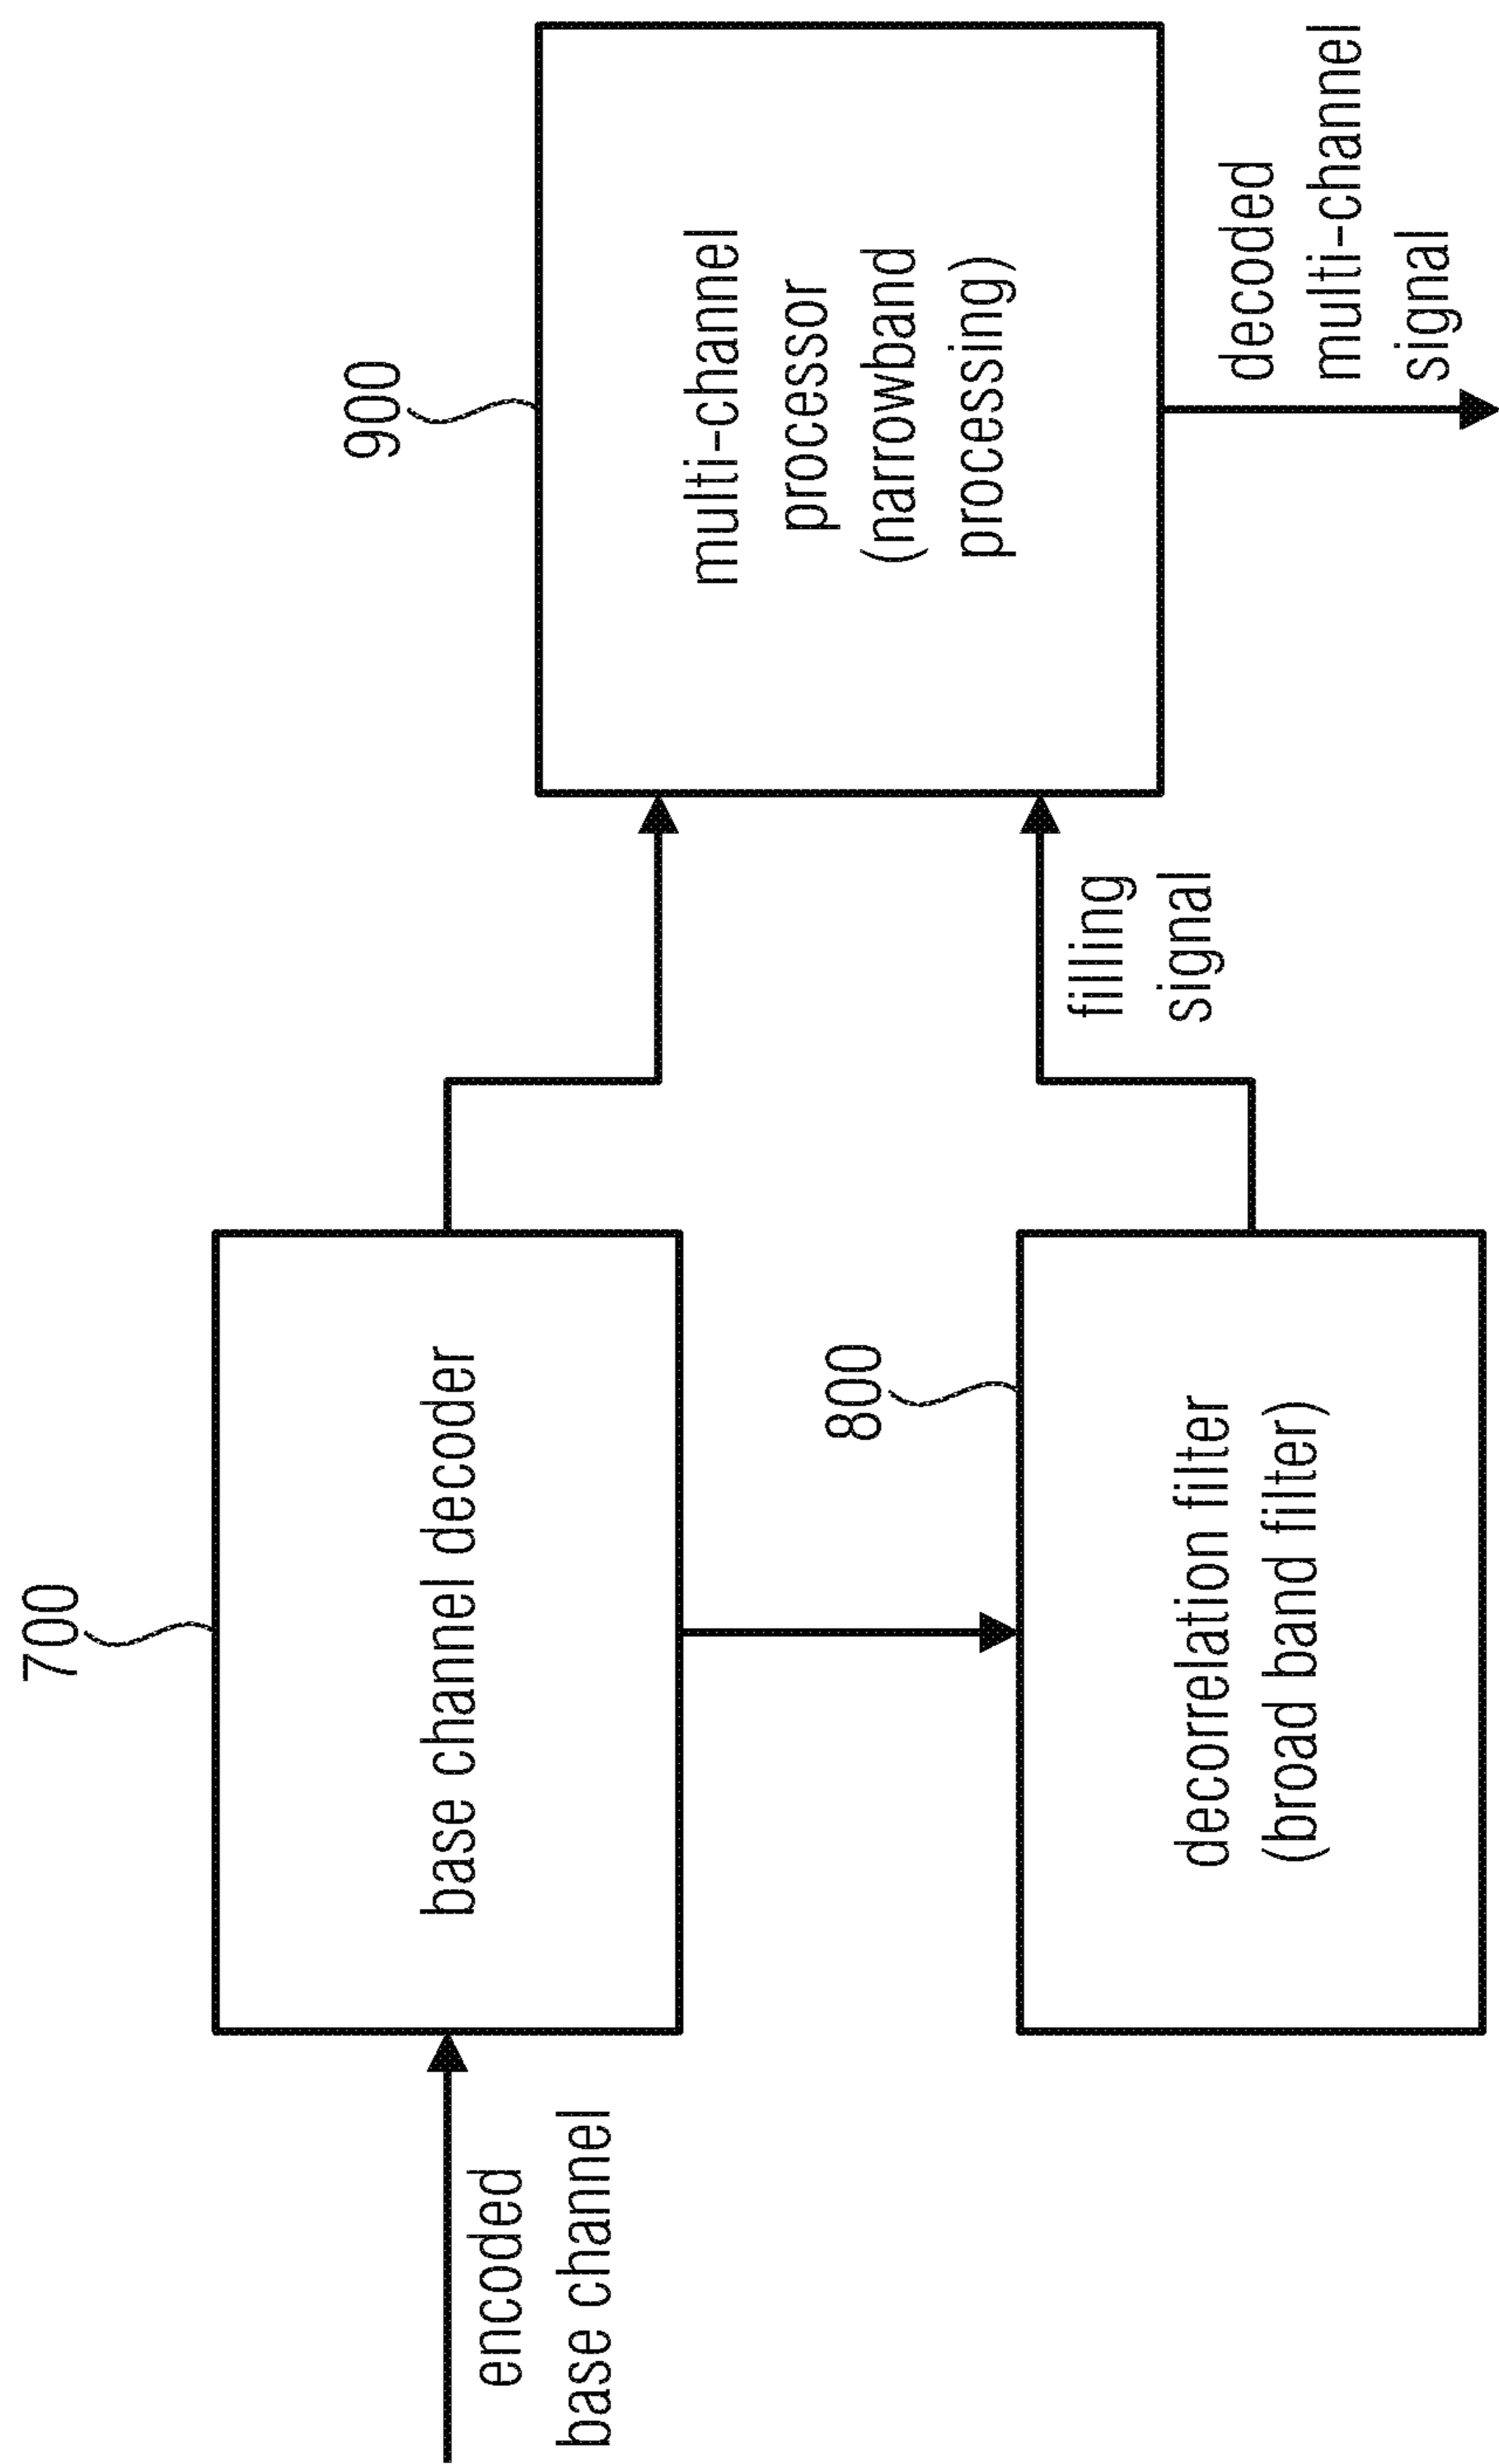 700
base channel decoder
encoded
base channel
800
decorrelation filter
(broad band filter)
filling
signal
900
multi-channel
processor
(narrowband
processing)
decoded
multi-channel
signal